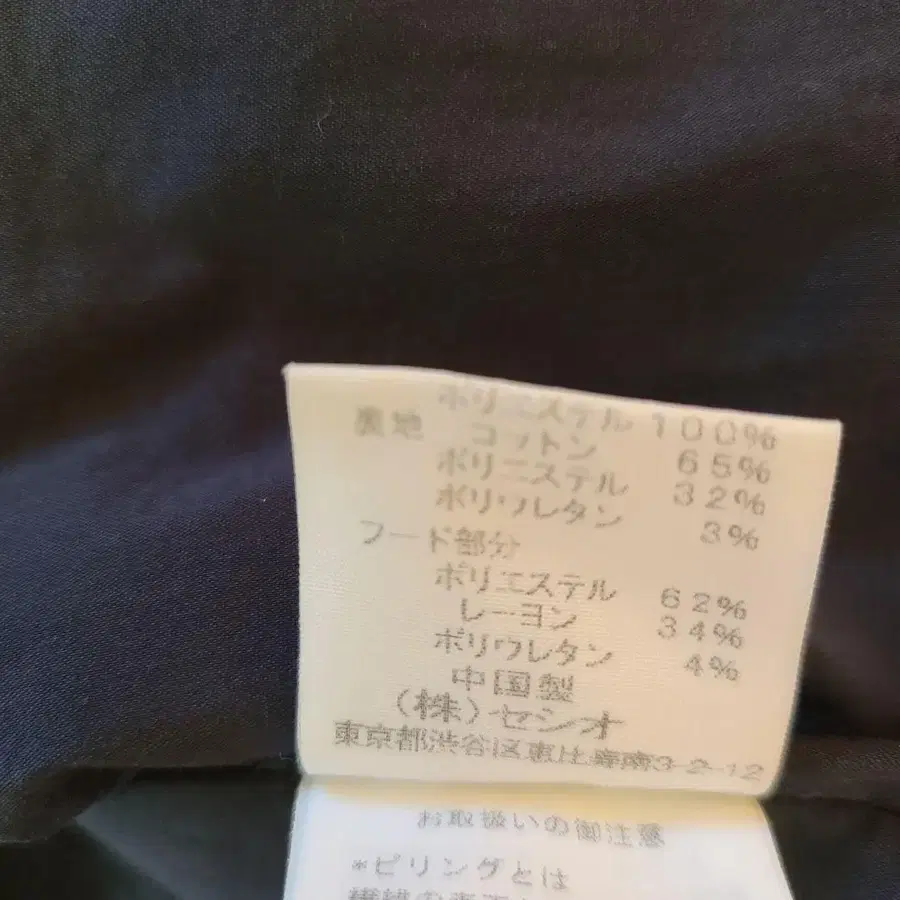 ポリエステル 100%
裏地 コットン 65%
ポリエステル 32%
ポリウレタン 3%
フード部分
ポリエステル 62%
レーヨン 34%
ポリウレタン 4%
中国製
(株)セシオ
東京都渋谷区恵比寿南3-2-12
お取扱いの御注意
*ピリングとは